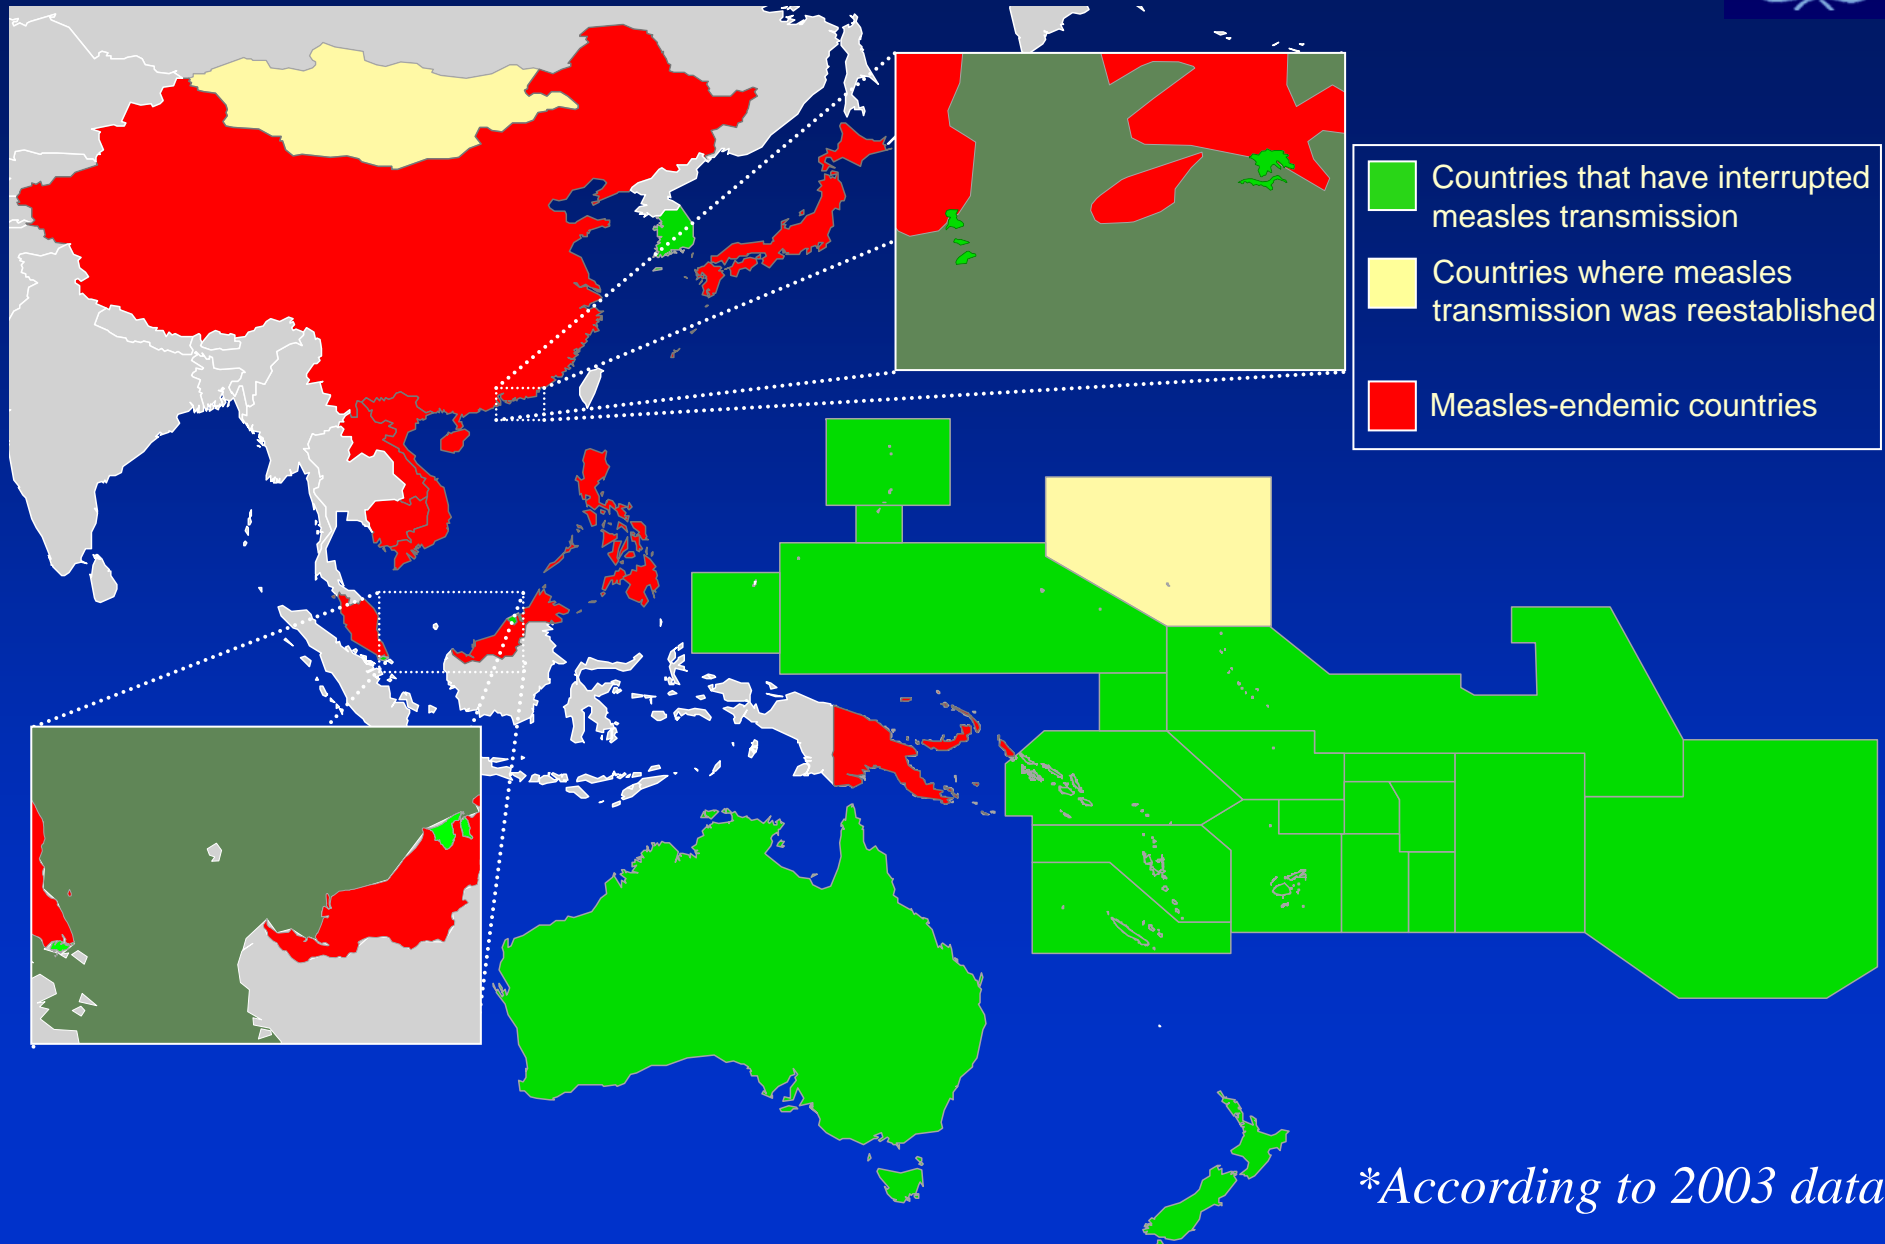 Countries that have interrupted
measles transmission
Countries where measles
transmission was reestablished
Measles-endemic countries
*According to 2003 data